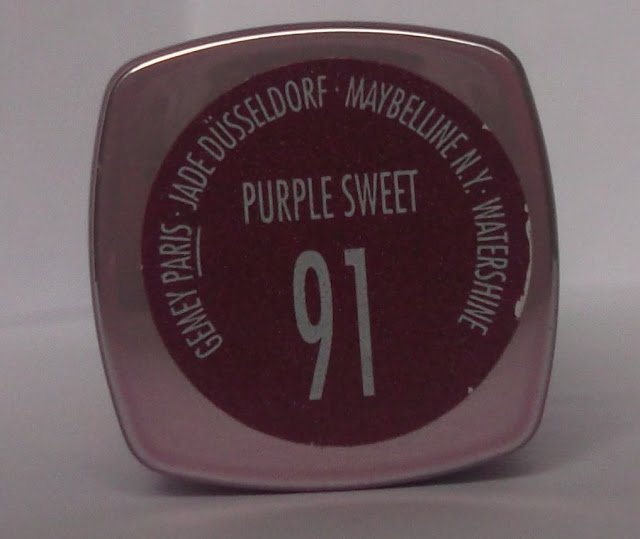 GEMEY PARIS · JADE DÜSSELDORF · MAYBELLINE N.Y. · WATERSHINE
PURPLE SWEET
91